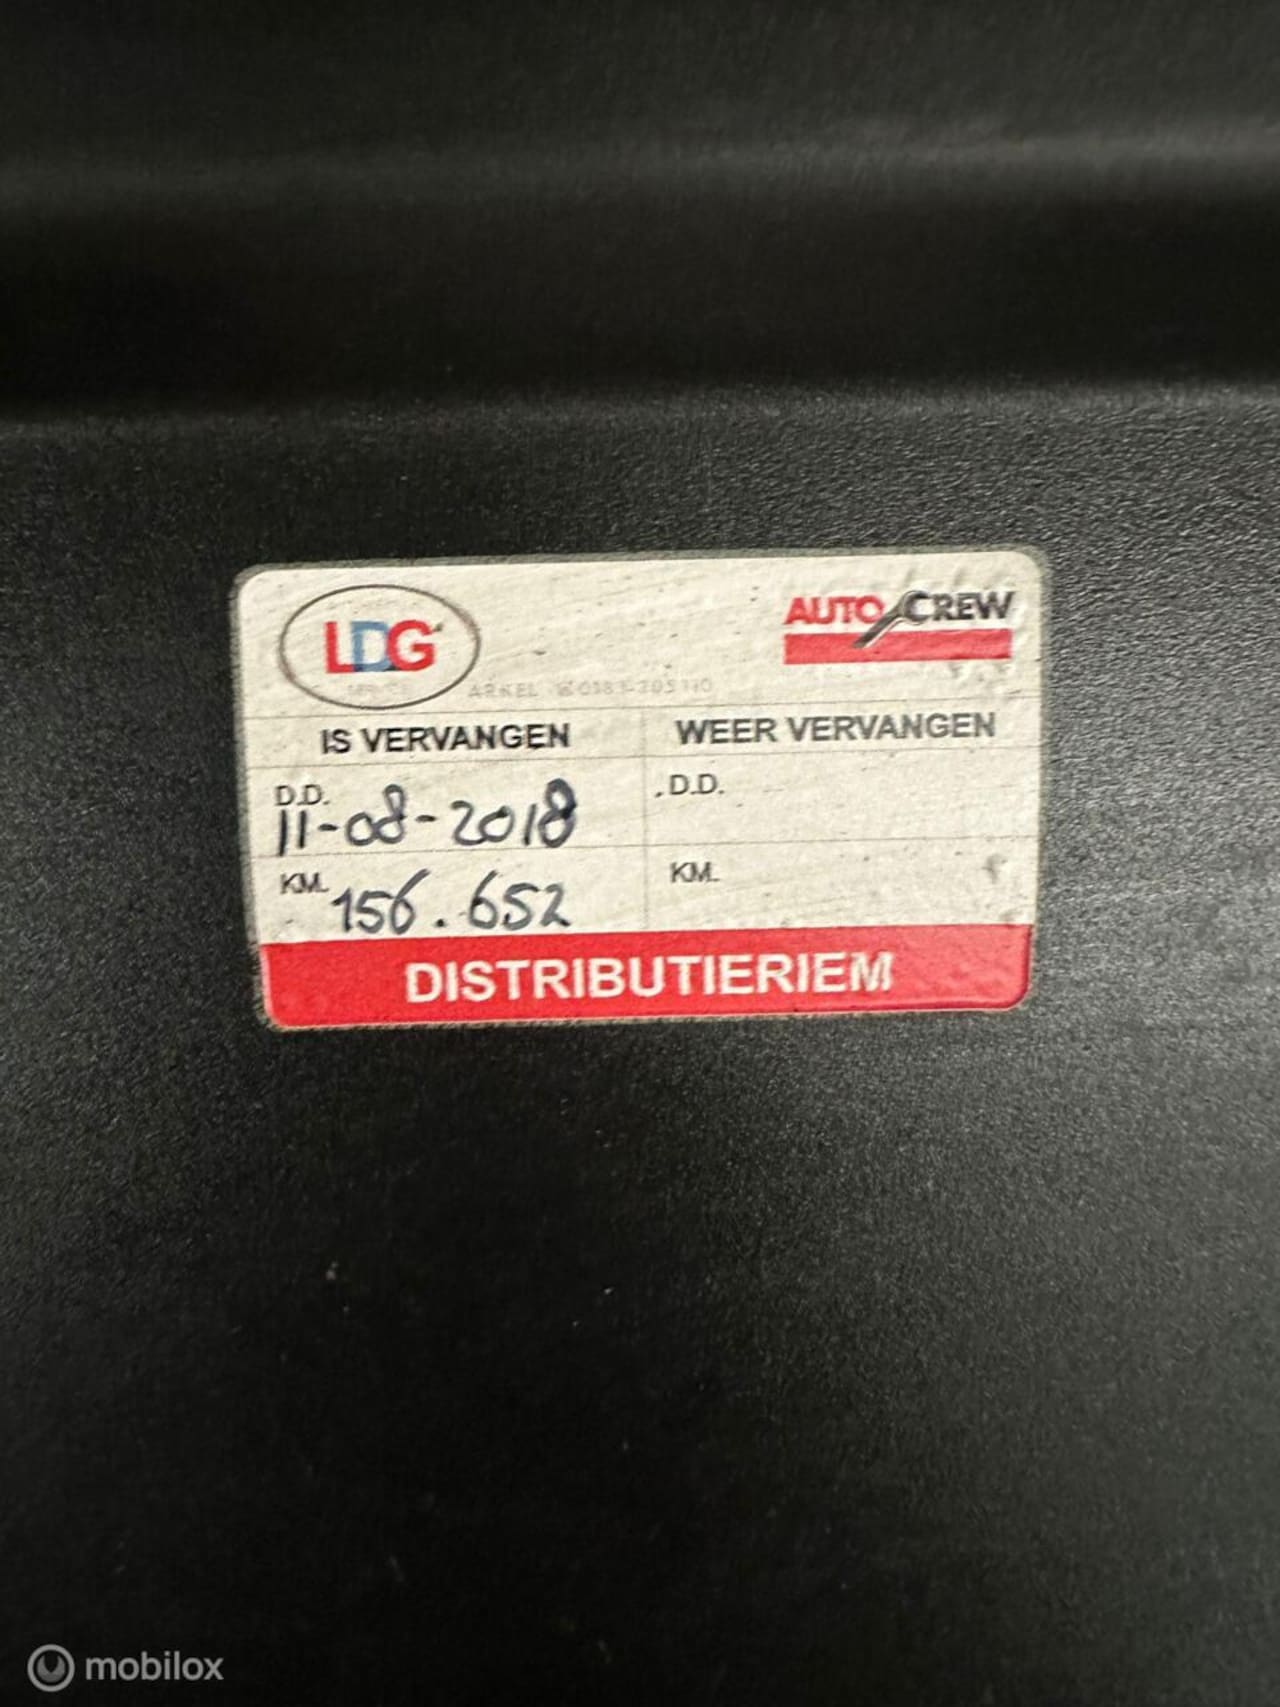 LDG
AUTO CREW
ARKEL
IS VERVANGEN
WEER VERVANGEN
D.D. 11-08-2018
D.D.
KM. 156.652
KM.
DISTRIBUTIERIEM
mobilox